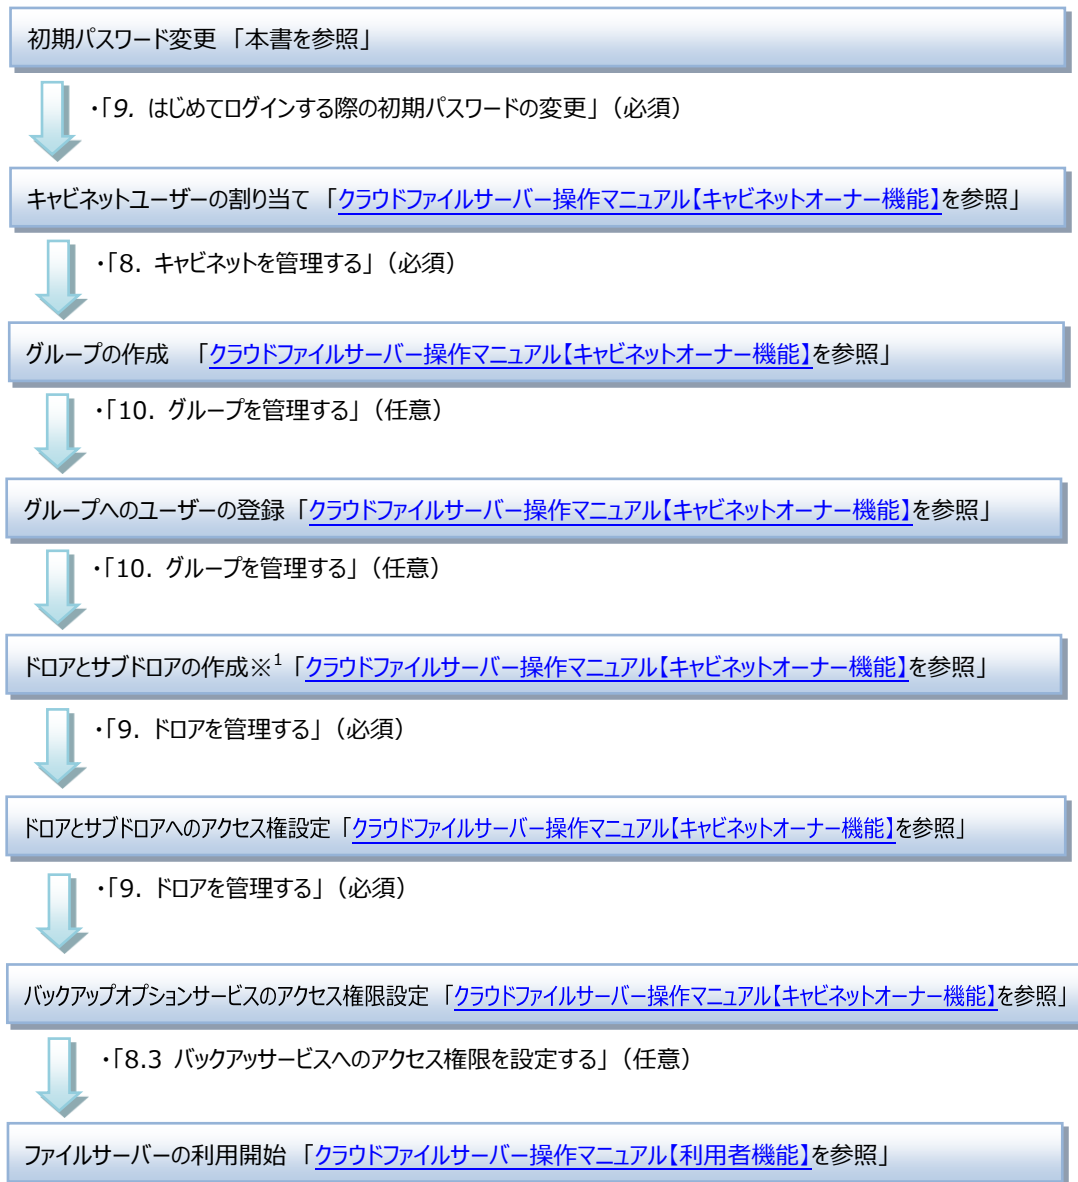 初期パスワード変更 「本書を参照」
・「9. はじめてログインする際の初期パスワードの変更」（必須）
キャビネットユーザーの割り当て 「クラウドファイルサーバー操作マニュアル【キャビネットオーナー機能】を参照」
・「8. キャビネットを管理する」（必須）
グループの作成 「クラウドファイルサーバー操作マニュアル【キャビネットオーナー機能】を参照」
・「10. グループを管理する」（任意）
グループへのユーザーの登録 「クラウドファイルサーバー操作マニュアル【キャビネットオーナー機能】を参照」
・「10. グループを管理する」（任意）
ドロアとサブドロアの作成※1 「クラウドファイルサーバー操作マニュアル【キャビネットオーナー機能】を参照」
・「9. ドロアを管理する」（必須）
ドロアとサブドロアへのアクセス権設定 「クラウドファイルサーバー操作マニュアル【キャビネットオーナー機能】を参照」
・「9. ドロアを管理する」（必須）
バックアップオプションサービスのアクセス権限設定 「クラウドファイルサーバー操作マニュアル【キャビネットオーナー機能】を参照」
・「8.3 バックアッサービスへのアクセス権限を設定する」（任意）
ファイルサーバーの利用開始 「クラウドファイルサーバー操作マニュアル【利用者機能】を参照」